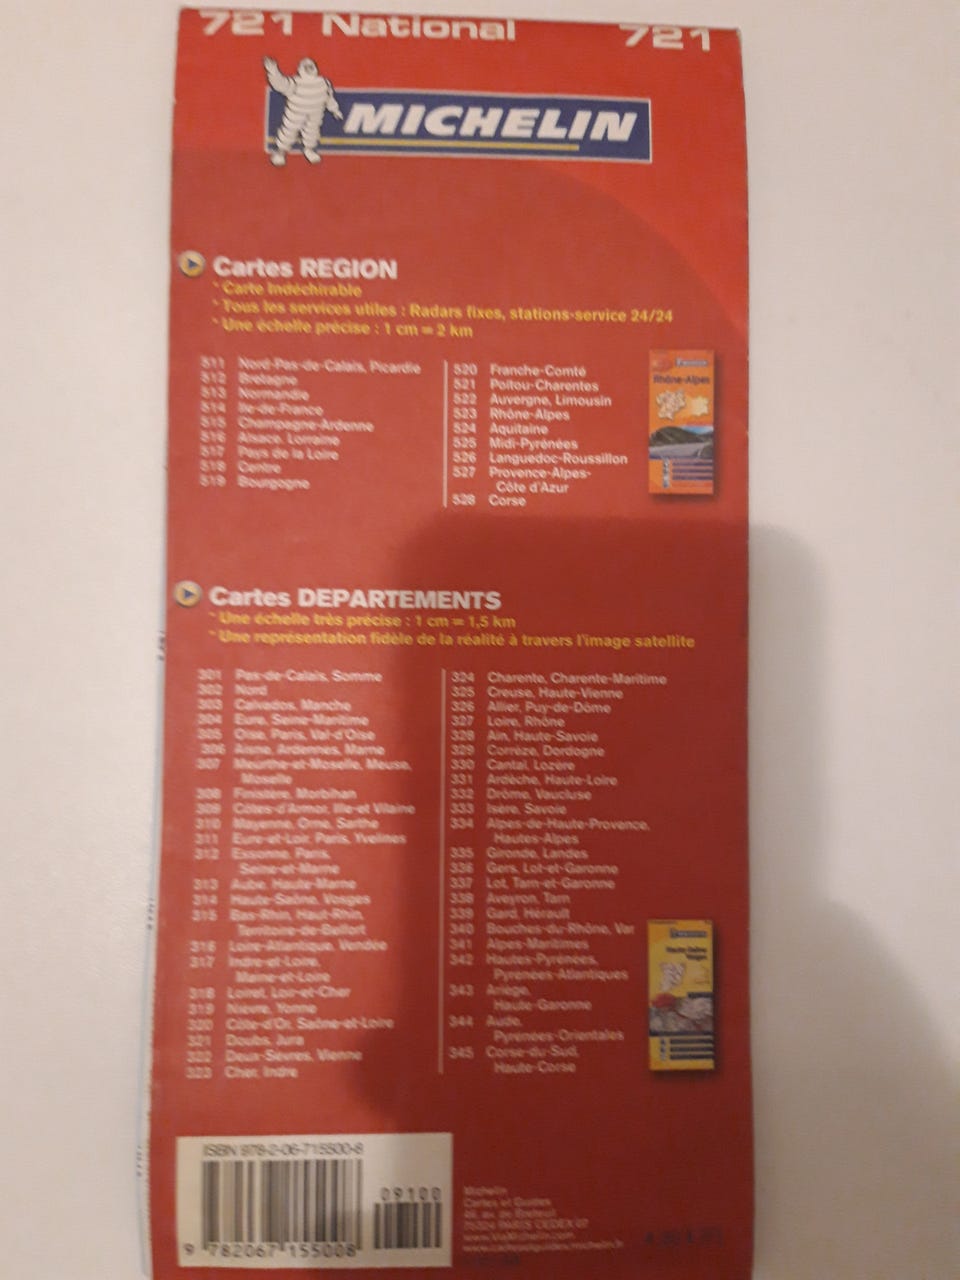 721 National 721
MICHELIN
Cartes REGION
* Carte indéchirable
* Tous les services utiles : Radars fixes, stations-service 24/24
* Une échelle précise : 1 cm = 2 km
511 Nord-Pas-de-Calais, Picardie
512 Bretagne
513 Normandie
514 Ile-de-France
515 Champagne-Ardenne
516 Alsace, Lorraine
517 Pays de la Loire
518 Centre
519 Bourgogne
520 Franche-Comté
521 Poitou-Charentes
522 Auvergne, Limousin
523 Rhône-Alpes
524 Aquitaine
525 Midi-Pyrénées
526 Languedoc-Roussillon
527 Provence-Alpes-
Côte d'Azur
528 Corse
Rhône-Alpes
Cartes DEPARTEMENTS
* Une échelle très précise : 1 cm = 1,5 km
* Une représentation fidèle de la réalité à travers l'image satellite
301 Pas-de-Calais, Somme
302 Nord
303 Calvados, Manche
304 Eure, Seine-Maritime
305 Oise, Paris, Val-d'Oise
306 Aisne, Ardennes, Marne
307 Meurthe-et-Moselle, Meuse,
Moselle
308 Finistère, Morbihan
309 Côtes-d'Armor, Ille-et Vilaine
310 Mayenne, Orne, Sarthe
311 Eure-et-Loir, Paris, Yvelines
312 Essonne, Paris,
Seine-et-Marne
313 Aube, Haute-Marne
314 Haute-Saône, Vosges
315 Bas-Rhin, Haut-Rhin,
Territoire-de-Belfort
316 Loire-Atlantique, Vendée
317 Indre-et-Loire,
Maine-et-Loire
318 Loiret, Loir-et-Cher
319 Nièvre, Yonne
320 Côte-d'Or, Saône-et-Loire
321 Doubs, Jura
322 Deux-Sèvres, Vienne
323 Cher, Indre
324 Charente, Charente-Maritime
325 Creuse, Haute-Vienne
326 Allier, Puy-de-Dôme
327 Loire, Rhône
328 Ain, Haute-Savoie
329 Corrèze, Dordogne
330 Cantal, Lozère
331 Ardèche, Haute-Loire
332 Drôme, Vaucluse
333 Isère, Savoie
334 Alpes-de-Haute-Provence,
Hautes-Alpes
335 Gironde, Landes
336 Gers, Lot-et-Garonne
337 Lot, Tarn-et-Garonne
338 Aveyron, Tarn
339 Gard, Hérault
340 Bouches-du-Rhône, Var
341 Alpes-Maritimes
342 Hautes-Pyrénées,
Pyrénées-Atlantiques
343 Ariège,
Haute-Garonne
344 Aude,
Pyrénées-Orientales
345 Corse-du-Sud,
Haute-Corse
Haute-Saône
Vosges
ISBN 978-2-06-715500-8
09100
9 782067 155008
Michelin
Cartes et Guides
46, av. de Breteuil
75324 PARIS CEDEX 07
www.ViaMichelin.com